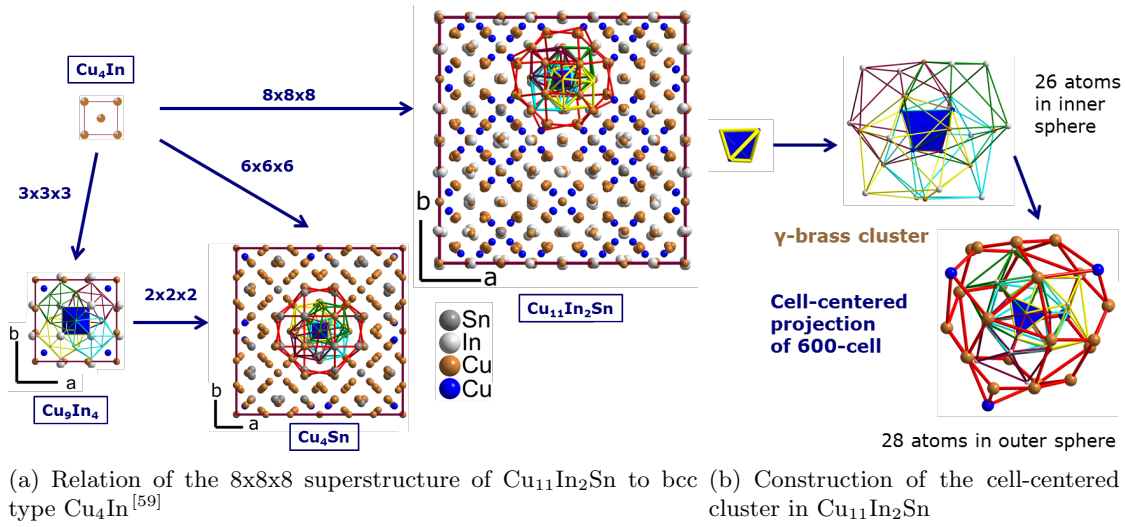 Cu4In
8x8x8
6x6x6
3x3x3
b
a
Cu11In2Sn
b
a
Cu9In4
2x2x2
b
a
Cu4Sn
Sn
In
Cu
Cu
26 atoms
in inner
sphere
γ-brass cluster
Cell-centered
projection
of 600-cell
28 atoms in outer sphere
(a) Relation of the 8x8x8 superstructure of Cu11In2Sn to bcc
type Cu4In[59]
(b) Construction of the cell-centered
cluster in Cu11In2Sn